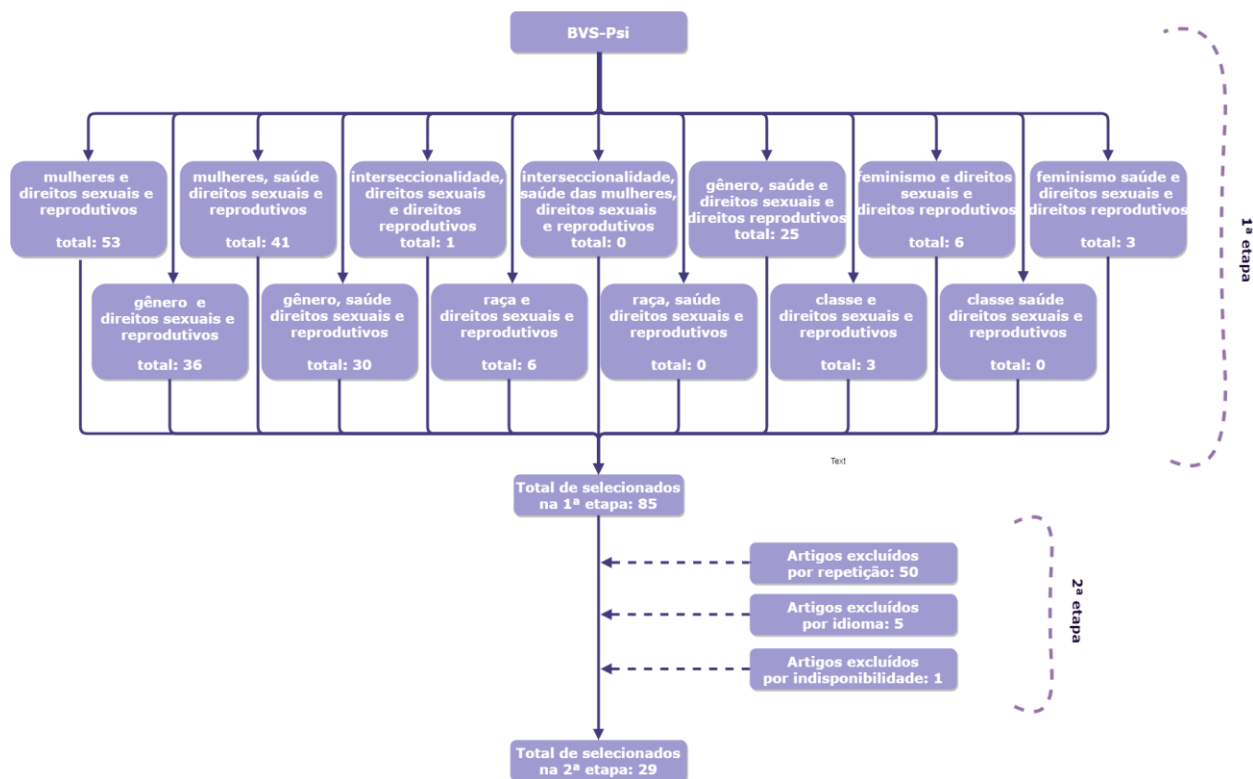 BVS-Psi
mulheres e
direitos sexuais e
reprodutivos
total: 53
mulheres, saúde
direitos sexuais e
reprodutivos
total: 41
interseccionalidade,
direitos sexuais
e direitos
reprodutivos
total: 1
interseccionalidade,
saúde das mulheres,
direitos sexuais
e reprodutivos
total: 0
gênero, saúde e
direitos sexuais e
direitos reprodutivos
total: 25
feminismo e direitos
sexuais e
direitos reprodutivos
total: 6
feminismo saúde e
direitos sexuais e
direitos reprodutivos
total: 3
gênero e
direitos sexuais e
reprodutivos
total: 36
gênero, saúde
direitos sexuais e
reprodutivos
total: 30
raça e
direitos sexuais e
reprodutivos
total: 6
raça, saúde
direitos sexuais e
reprodutivos
total: 0
classe e
direitos sexuais e
reprodutivos
total: 3
classe saúde
direitos sexuais e
reprodutivos
total: 0
1ª etapa
Text
Total de selecionados
na 1ª etapa: 85
Artigos excluídos
por repetição: 50
Artigos excluídos
por idioma: 5
Artigos excluídos
por indisponibilidade: 1
2ª etapa
Total de selecionados
na 2ª etapa: 29